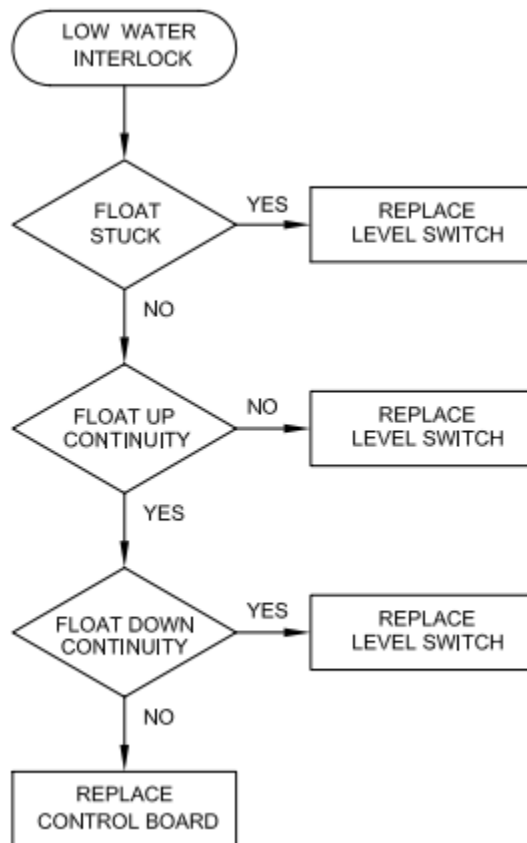 LOW WATER
INTERLOCK
FLOAT
STUCK
YES
REPLACE
LEVEL SWITCH
NO
FLOAT UP
CONTINUITY
NO
REPLACE
LEVEL SWITCH
YES
FLOAT DOWN
CONTINUITY
YES
REPLACE
LEVEL SWITCH
NO
REPLACE
CONTROL BOARD